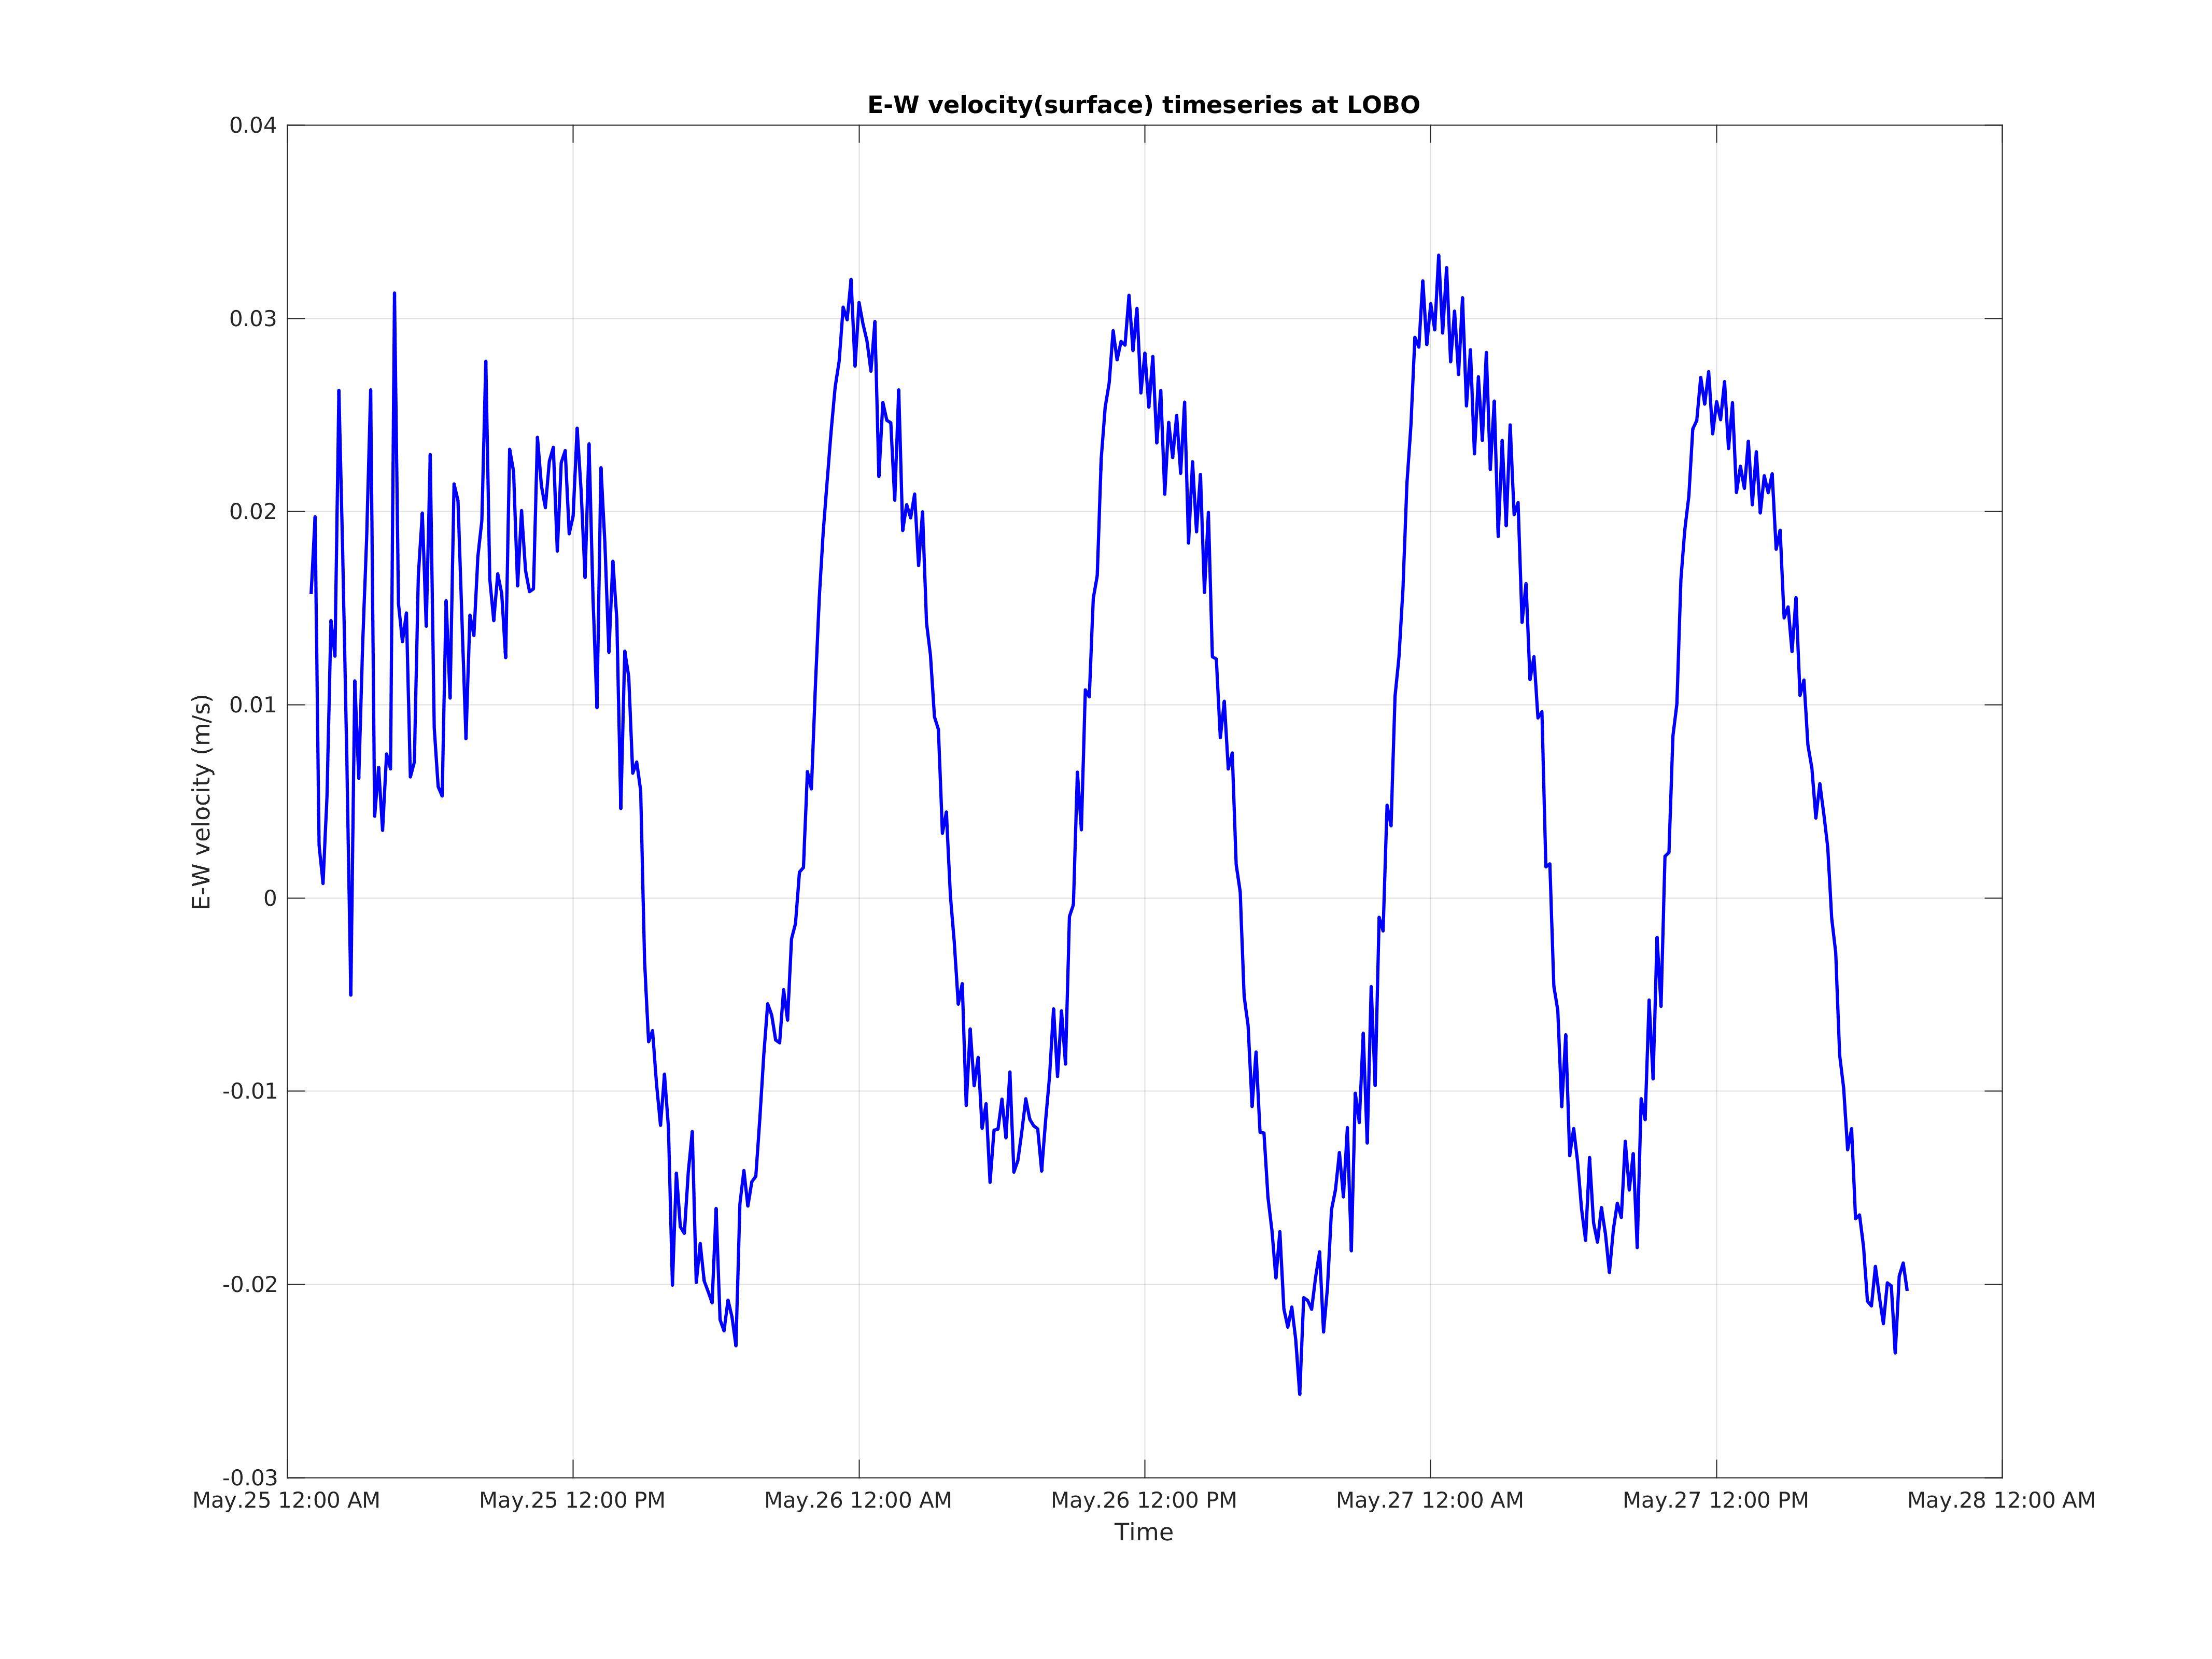 E-W velocity(surface) timeseries at LOBO
0.04
0.03
0.02
0.01
0
-0.01
-0.02
-0.03
E-W velocity (m/s)
May.25 12:00 AM May.25 12:00 PM May.26 12:00 AM May.26 12:00 PM May.27 12:00 AM May.27 12:00 PM May.28 12:00 AM
Time